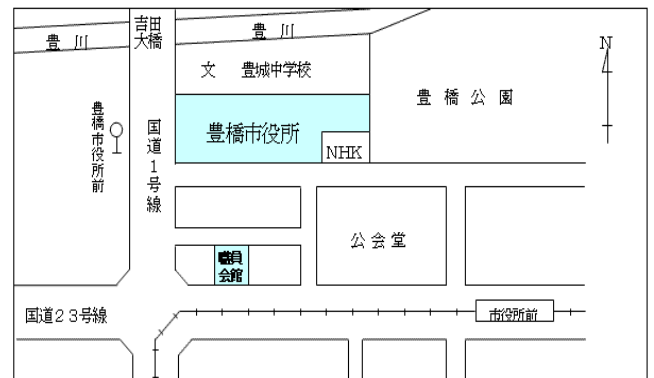 吉田
大橋
豊 川
豊 川
文 豊城中学校
N
豊 橋 公 園
豊橋市役所前
国道1号線
豊橋市役所
NHK
公 会 堂
職員
会館
国道23号線
市役所前